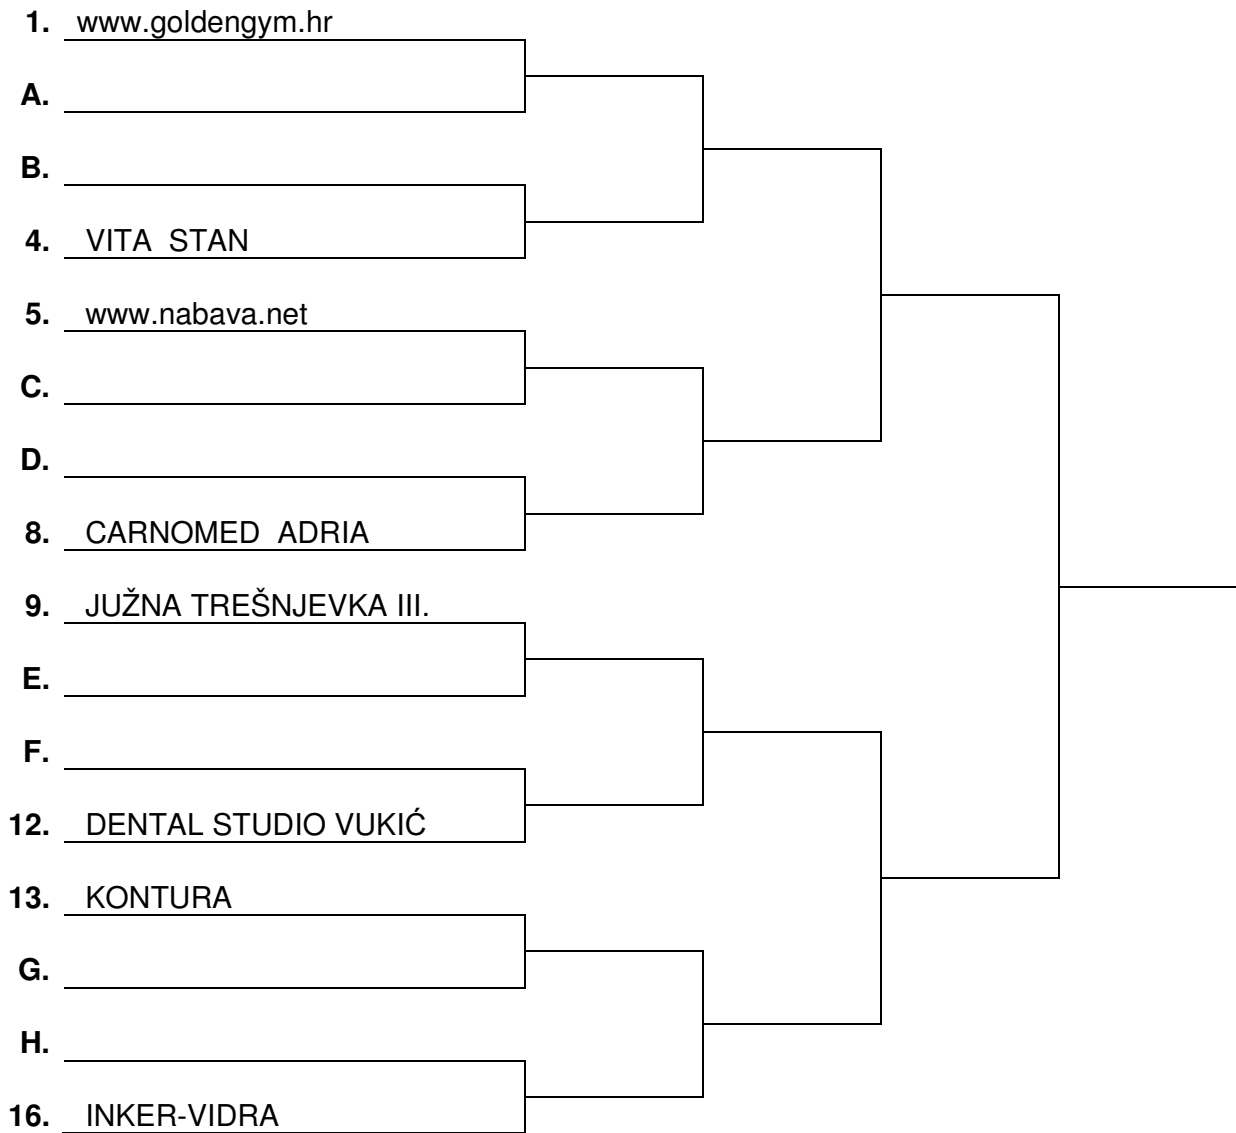 1. www.goldengym.hr
A.
B.
4. VITA STAN
5. www.nabava.net
C.
D.
8. CARNOMED ADRIA
9. JUŽNA TREŠNJEVKA III.
E.
F.
12. DENTAL STUDIO VUKIĆ
13. KONTURA
G.
H.
16. INKER-VIDRA